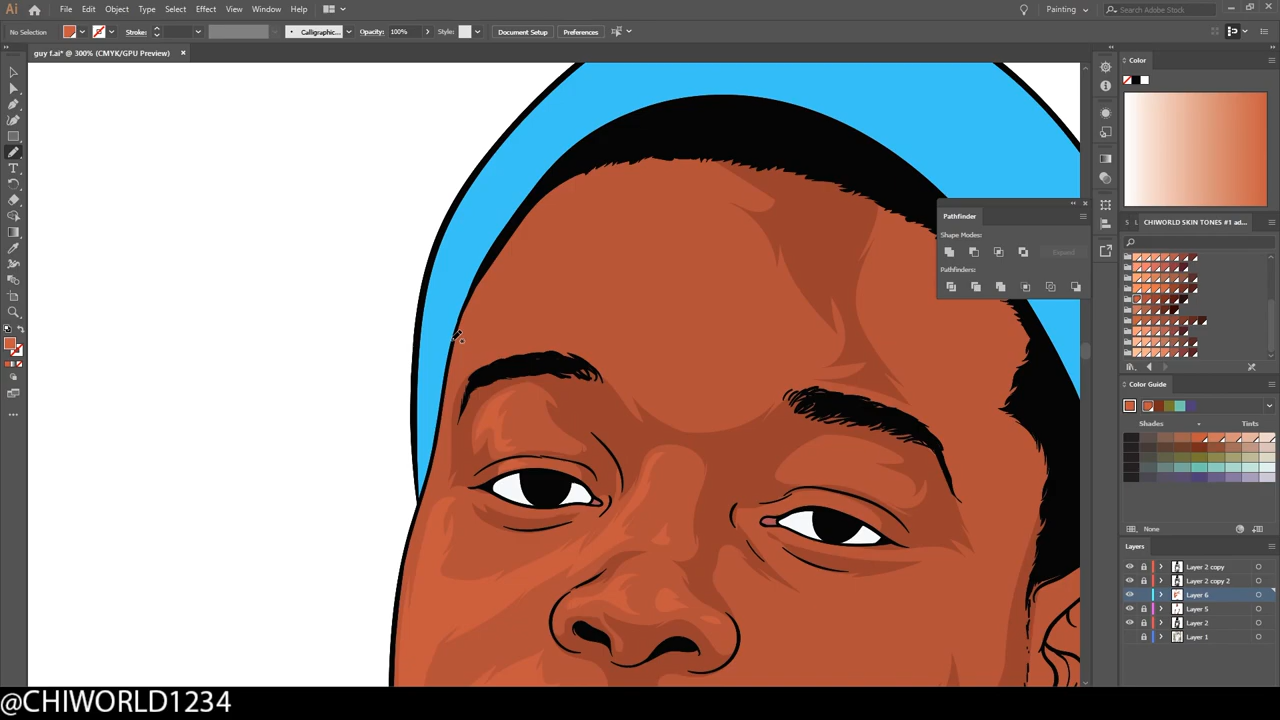 Ai File Edit Object Type Select Effect View Window Help Painting Search Adobe Stock
No Selection Stroke: Calligraphic... Opacity: 100% Style: Document Setup Preferences
guy f.ai* @ 300% (CMYK/GPU Preview)
Color
Pathfinder
Shape Modes:
Expand
Pathfinders:
S CHIWORLD SKIN TONES #1 ad...
Color Guide
Shades Tints
None
Layers
Layer 2 copy
Layer 2 copy 2
Layer 6
Layer 5
Layer 2
Layer 1
@CHIWORLD1234